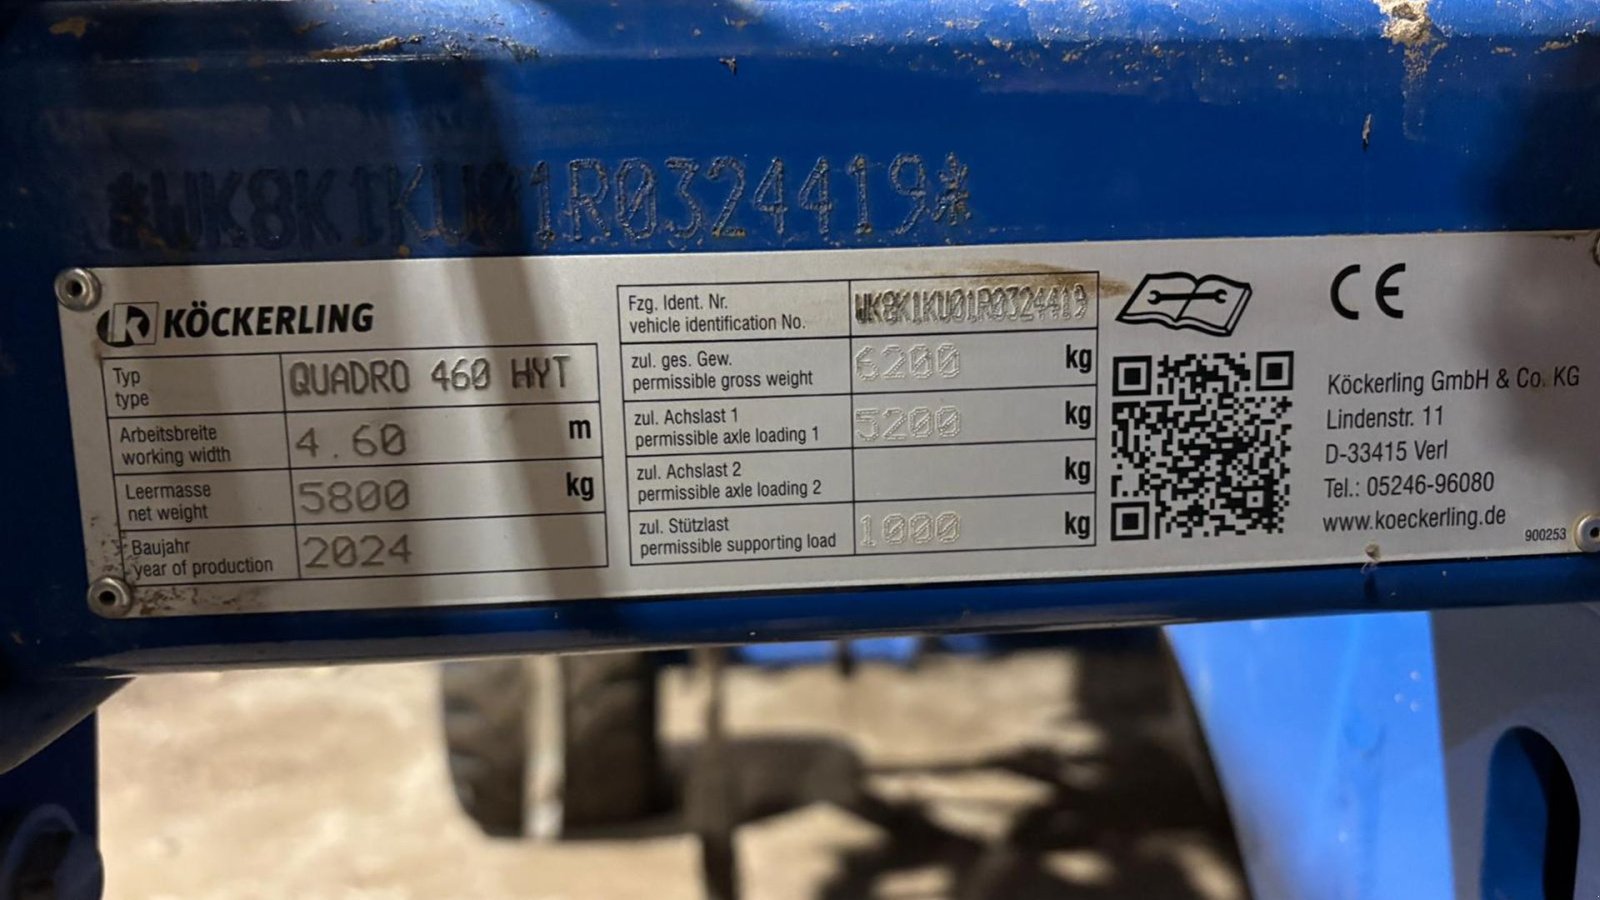 *WK8K1KU01R0324419*
KÖCKERLING
Typ
type
QUADRO 460 HYT
Arbeitsbreite
working width
4.60 m
Leermasse
net weight
5800 kg
Baujahr
year of production
2024
Fzg. Ident. Nr.
vehicle identification No.
WK8K1KU01R0324419
zul. ges. Gew.
permissible gross weight
6200 kg
zul. Achslast 1
permissible axle loading 1
5200 kg
zul. Achslast 2
permissible axle loading 2
kg
zul. Stützlast
permissible supporting load
1000 kg
CE
Köckerling GmbH & Co. KG
Lindenstr. 11
D-33415 Verl
Tel.: 05246-96080
www.koeckerling.de
900253